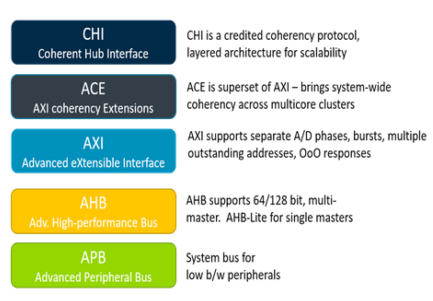 CHI
Coherent Hub Interface
CHI is a credited coherency protocol,
layered architecture for scalability
ACE
AXI coherency Extensions
ACE is superset of AXI – brings system-wide
coherency across multicore clusters
AXI
Advanced eXtensible Interface
AXI supports separate A/D phases, bursts, multiple
outstanding addresses, OoO responses
AHB
Adv. High-performance Bus
AHB supports 64/128 bit, multi-
master. AHB-Lite for single masters
APB
Advanced Peripheral Bus
System bus for
low b/w peripherals